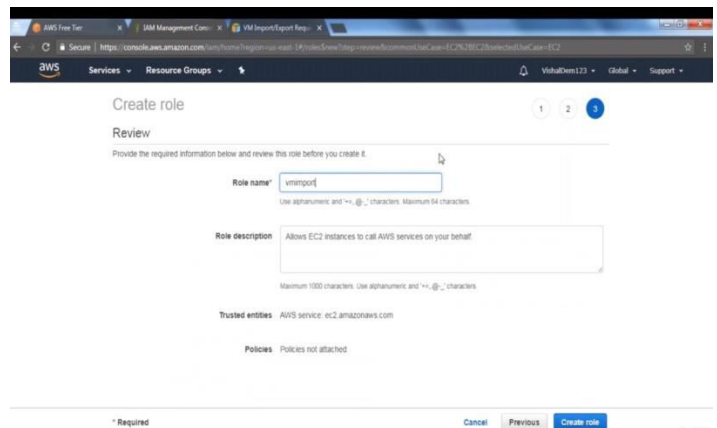 AWS Free Tier
IAM Management Conso
VM Import/Export Requi
Secure | https://console.aws.amazon.com/iam/home?region=us-east-1#/roles$new?step=review&commonUseCase=EC2%2BEC2&selectedUseCase=EC2
aws Services Resource Groups VishalDem123 Global Support
Create role 1 2 3
Review
Provide the required information below and review this role before you create it.
Role name* vmimport
Use alphanumeric and '+=,.@-_' characters. Maximum 64 characters.
Role description Allows EC2 instances to call AWS services on your behalf.
Maximum 1000 characters. Use alphanumeric and '+=,.@-_' characters.
Trusted entities AWS service: ec2.amazonaws.com
Policies Policies not attached
* Required Cancel Previous Create role